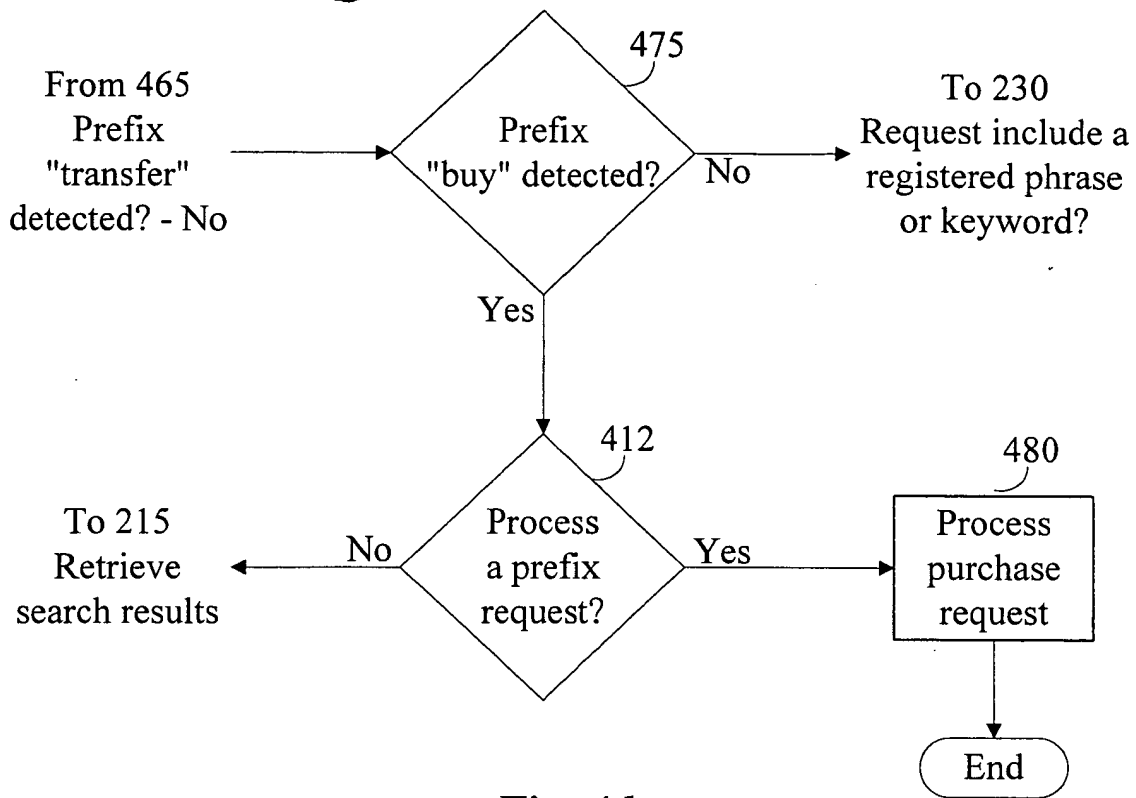 475
From 465
Prefix
"transfer"
detected? - No
Prefix
"buy" detected?
No
To 230
Request include a
registered phrase
or keyword?
Yes
412
480
To 215
Retrieve
search results
No
Process
a prefix
request?
Yes
Process
purchase
request
End